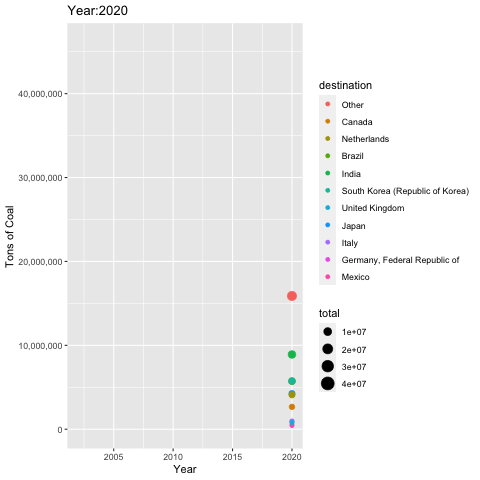 Year:2020
Tons of Coal
40,000,000
30,000,000
20,000,000
10,000,000
0
2005
2010
2015
2020
Year
destination
Other
Canada
Netherlands
Brazil
India
South Korea (Republic of Korea)
United Kingdom
Japan
Italy
Germany, Federal Republic of
Mexico
total
1e+07
2e+07
3e+07
4e+07